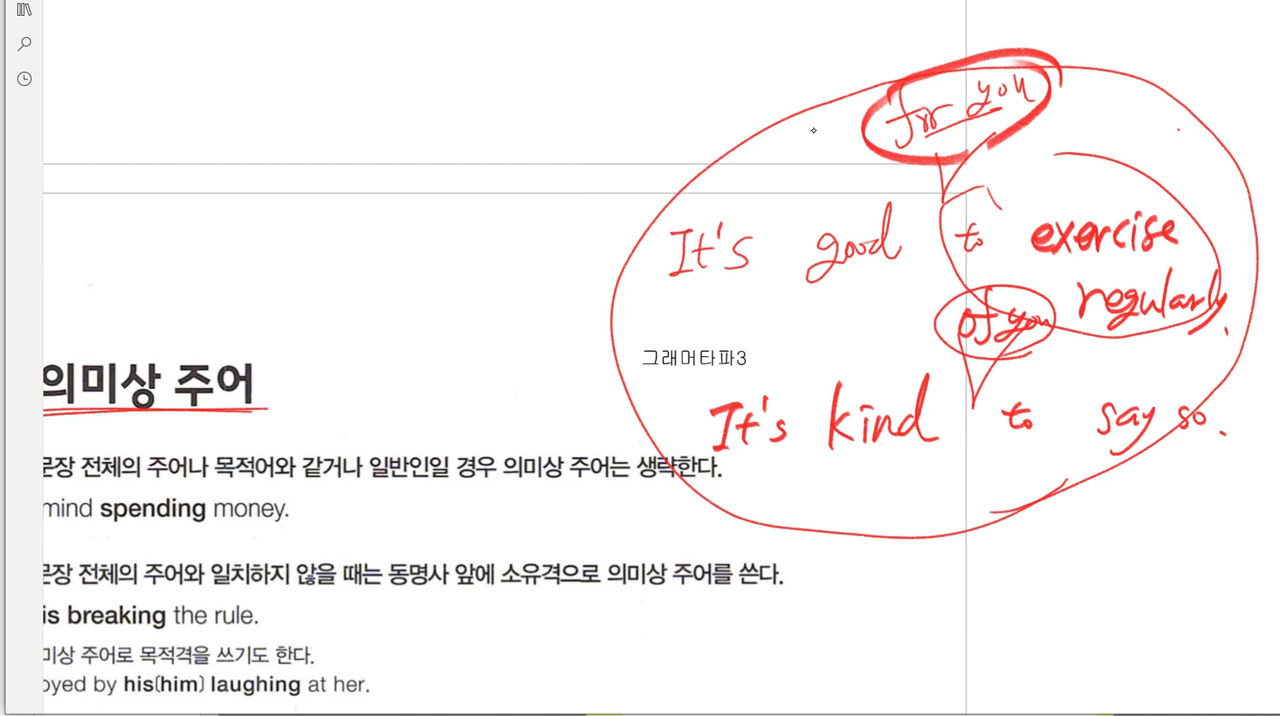 for you
It's good to exercise
regularly.
of you
그래머타파3
It's kind to say so.
의미상 주어
문장 전체의 주어나 목적어와 같거나 일반인일 경우 의미상 주어는 생략한다.
mind spending money.
문장 전체의 주어와 일치하지 않을 때는 동명사 앞에 소유격으로 의미상 주어를 쓴다.
is breaking the rule.
미상 주어로 목적격을 쓰기도 한다.
oyed by his(him) laughing at her.